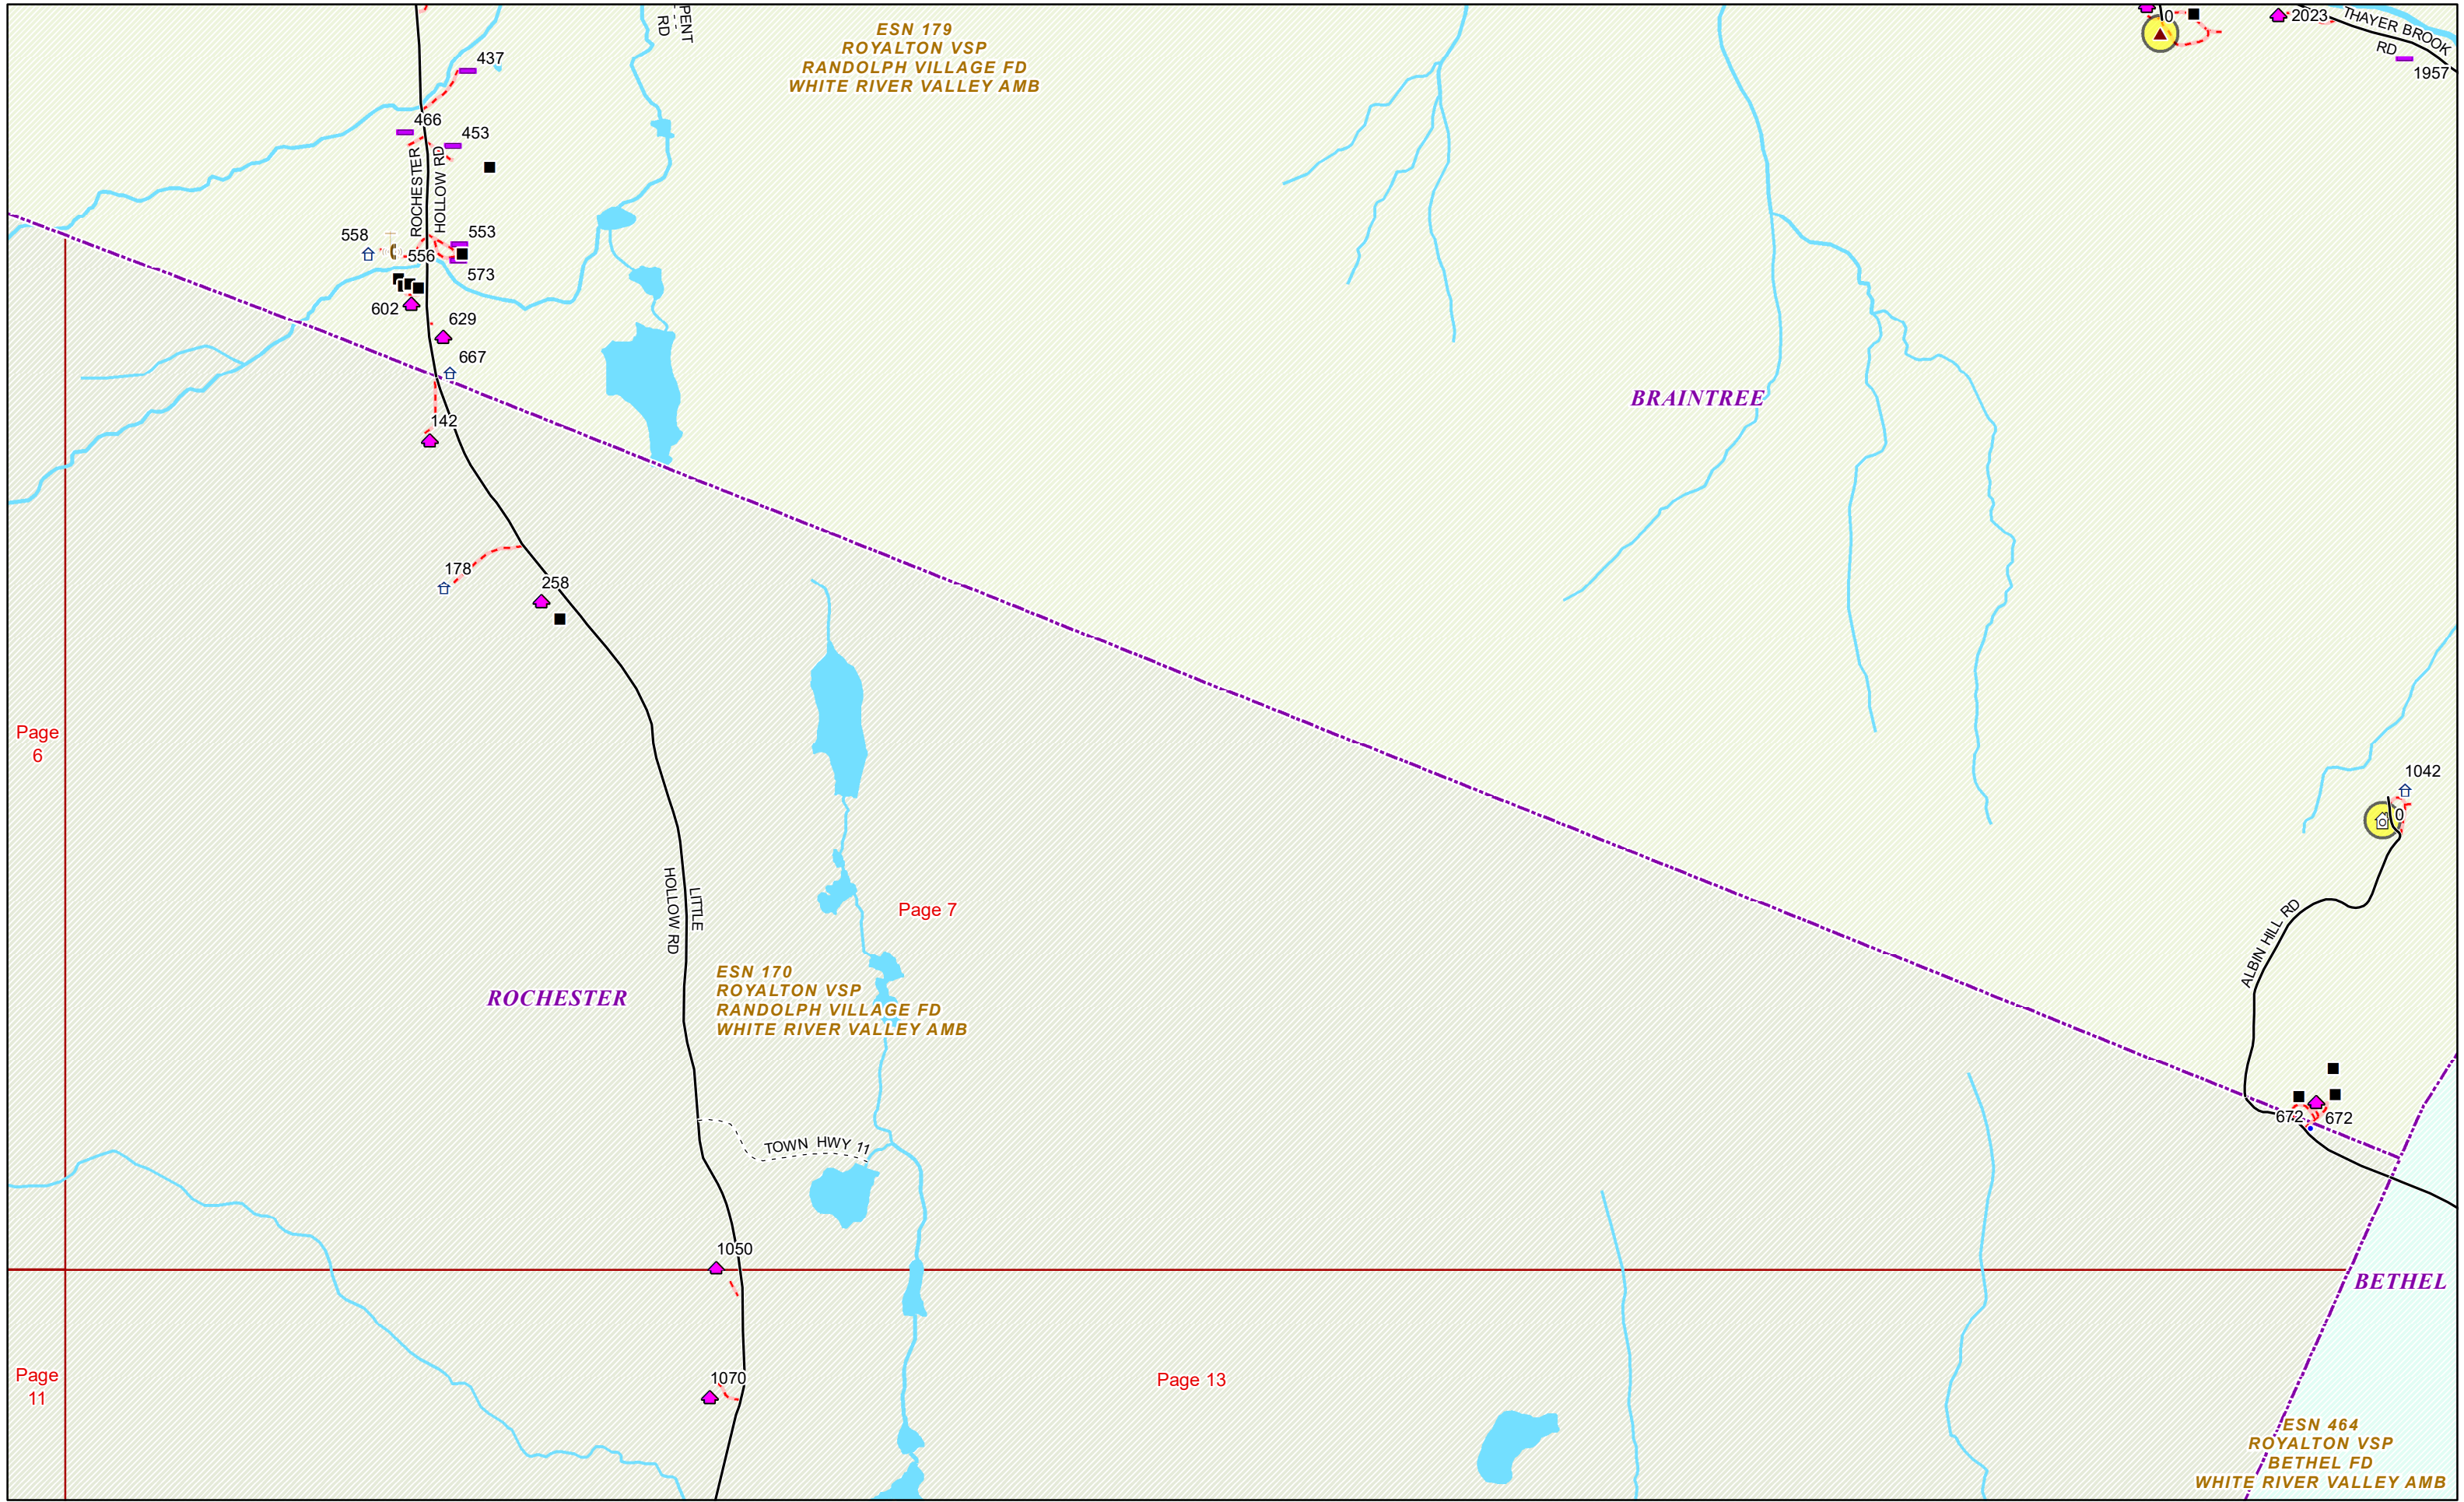 PENT
RD
ESN 179
ROYALTON VSP
RANDOLPH VILLAGE FD
WHITE RIVER VALLEY AMB
0
2023
THAYER BROOK
RD
1957
437
466
453
ROCHESTER
HOLLOW RD
558
556
553
573
602
629
667
142
BRAINTREE
178
258
Page
6
1042
0
LITTLE
HOLLOW RD
Page 7
ALBIN HILL RD
ESN 170
ROYALTON VSP
RANDOLPH VILLAGE FD
WHITE RIVER VALLEY AMB
ROCHESTER
672
672
TOWN HWY 11
1050
BETHEL
Page
11
1070
Page 13
ESN 464
ROYALTON VSP
BETHEL FD
WHITE RIVER VALLEY AMB